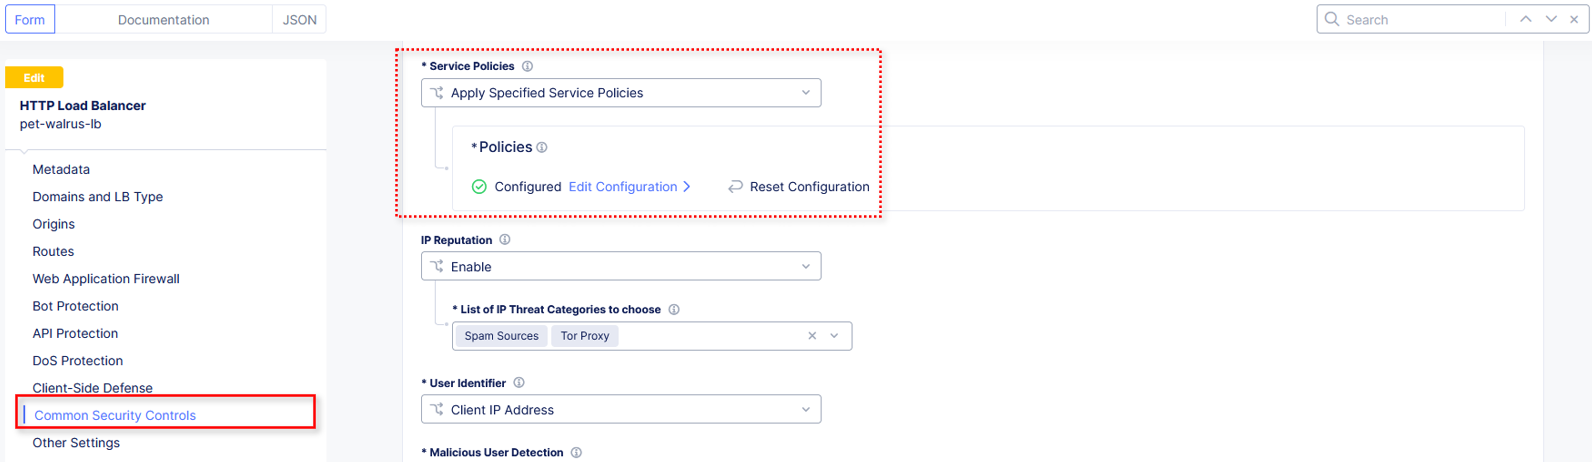 Form Documentation JSON Search
Edit
HTTP Load Balancer
pet-walrus-lb
Metadata
Domains and LB Type
Origins
Routes
Web Application Firewall
Bot Protection
API Protection
DoS Protection
Client-Side Defense
Common Security Controls
Other Settings
* Service Policies
Apply Specified Service Policies
* Policies
Configured Edit Configuration Reset Configuration
IP Reputation
Enable
* List of IP Threat Categories to choose
Spam Sources Tor Proxy
* User Identifier
Client IP Address
* Malicious User Detection